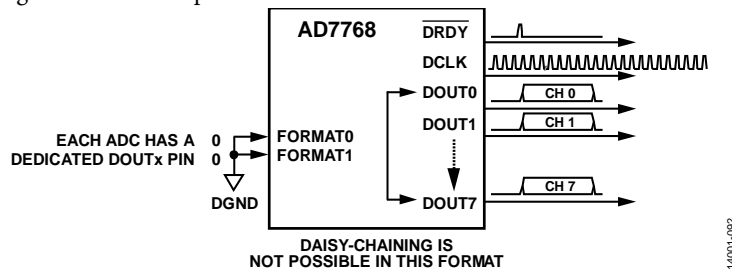 AD7768
DRDY
DCLK
DOUT0
CH 0
DOUT1
CH 1
EACH ADC HAS A 0
DEDICATED DOUTx PIN 0
FORMAT0
FORMAT1
DGND
DOUT7
CH 7
DAISY-CHAINING IS
NOT POSSIBLE IN THIS FORMAT
14001-092